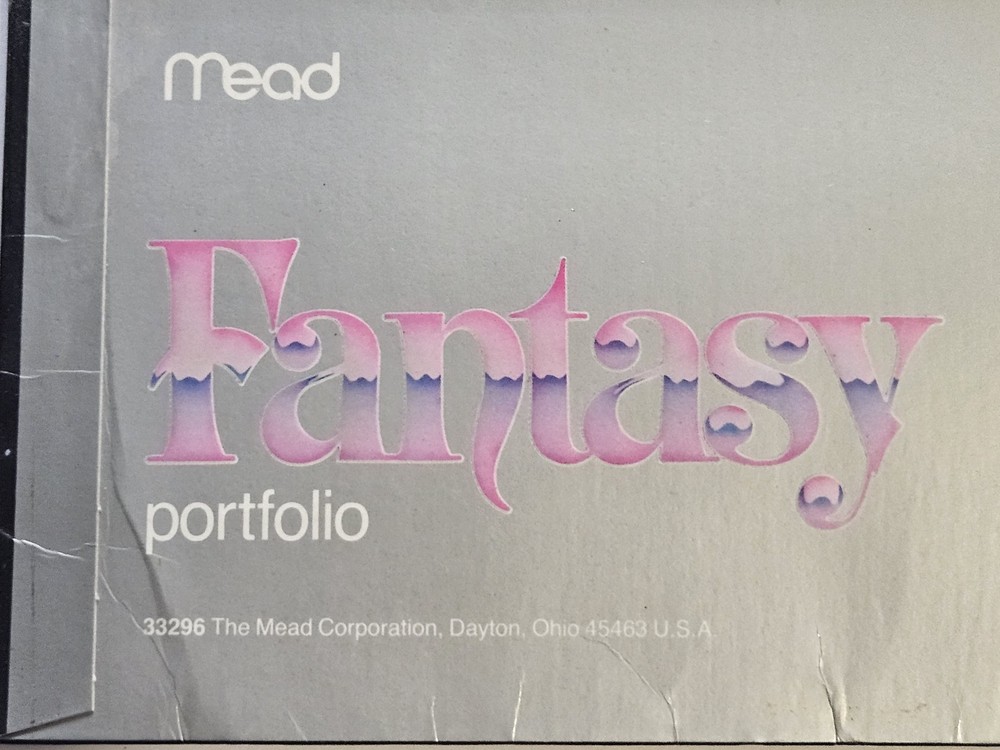 mead
Fantasy
portfolio
33296 The Mead Corporation, Dayton, Ohio 45463 U.S.A.